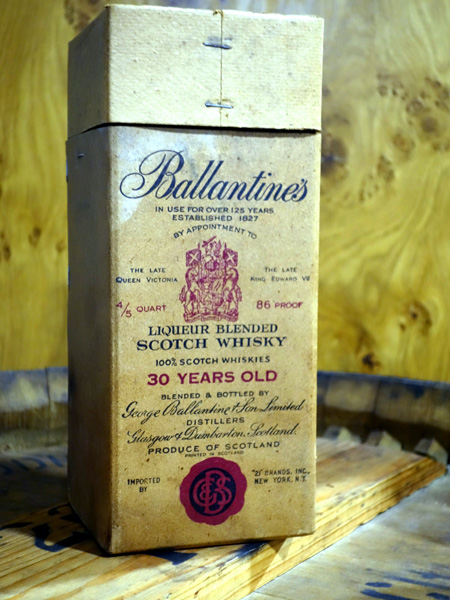 Ballantine's
IN USE FOR OVER 125 YEARS
ESTABLISHED 1827
BY APPOINTMENT TO
THE LATE
QUEEN VICTORIA
THE LATE
KING EDWARD VII
4/5 QUART
86 PROOF
LIQUEUR BLENDED
SCOTCH WHISKY
100% SCOTCH WHISKIES
30 YEARS OLD
BLENDED & BOTTLED BY
George Ballantine & Son Limited
DISTILLERS
Glasgow & Dumbarton, Scotland
PRODUCE OF SCOTLAND
PRINTED IN SCOTLAND
IMPORTED
BY
"21" BRANDS, INC.,
NEW YORK, N.Y.